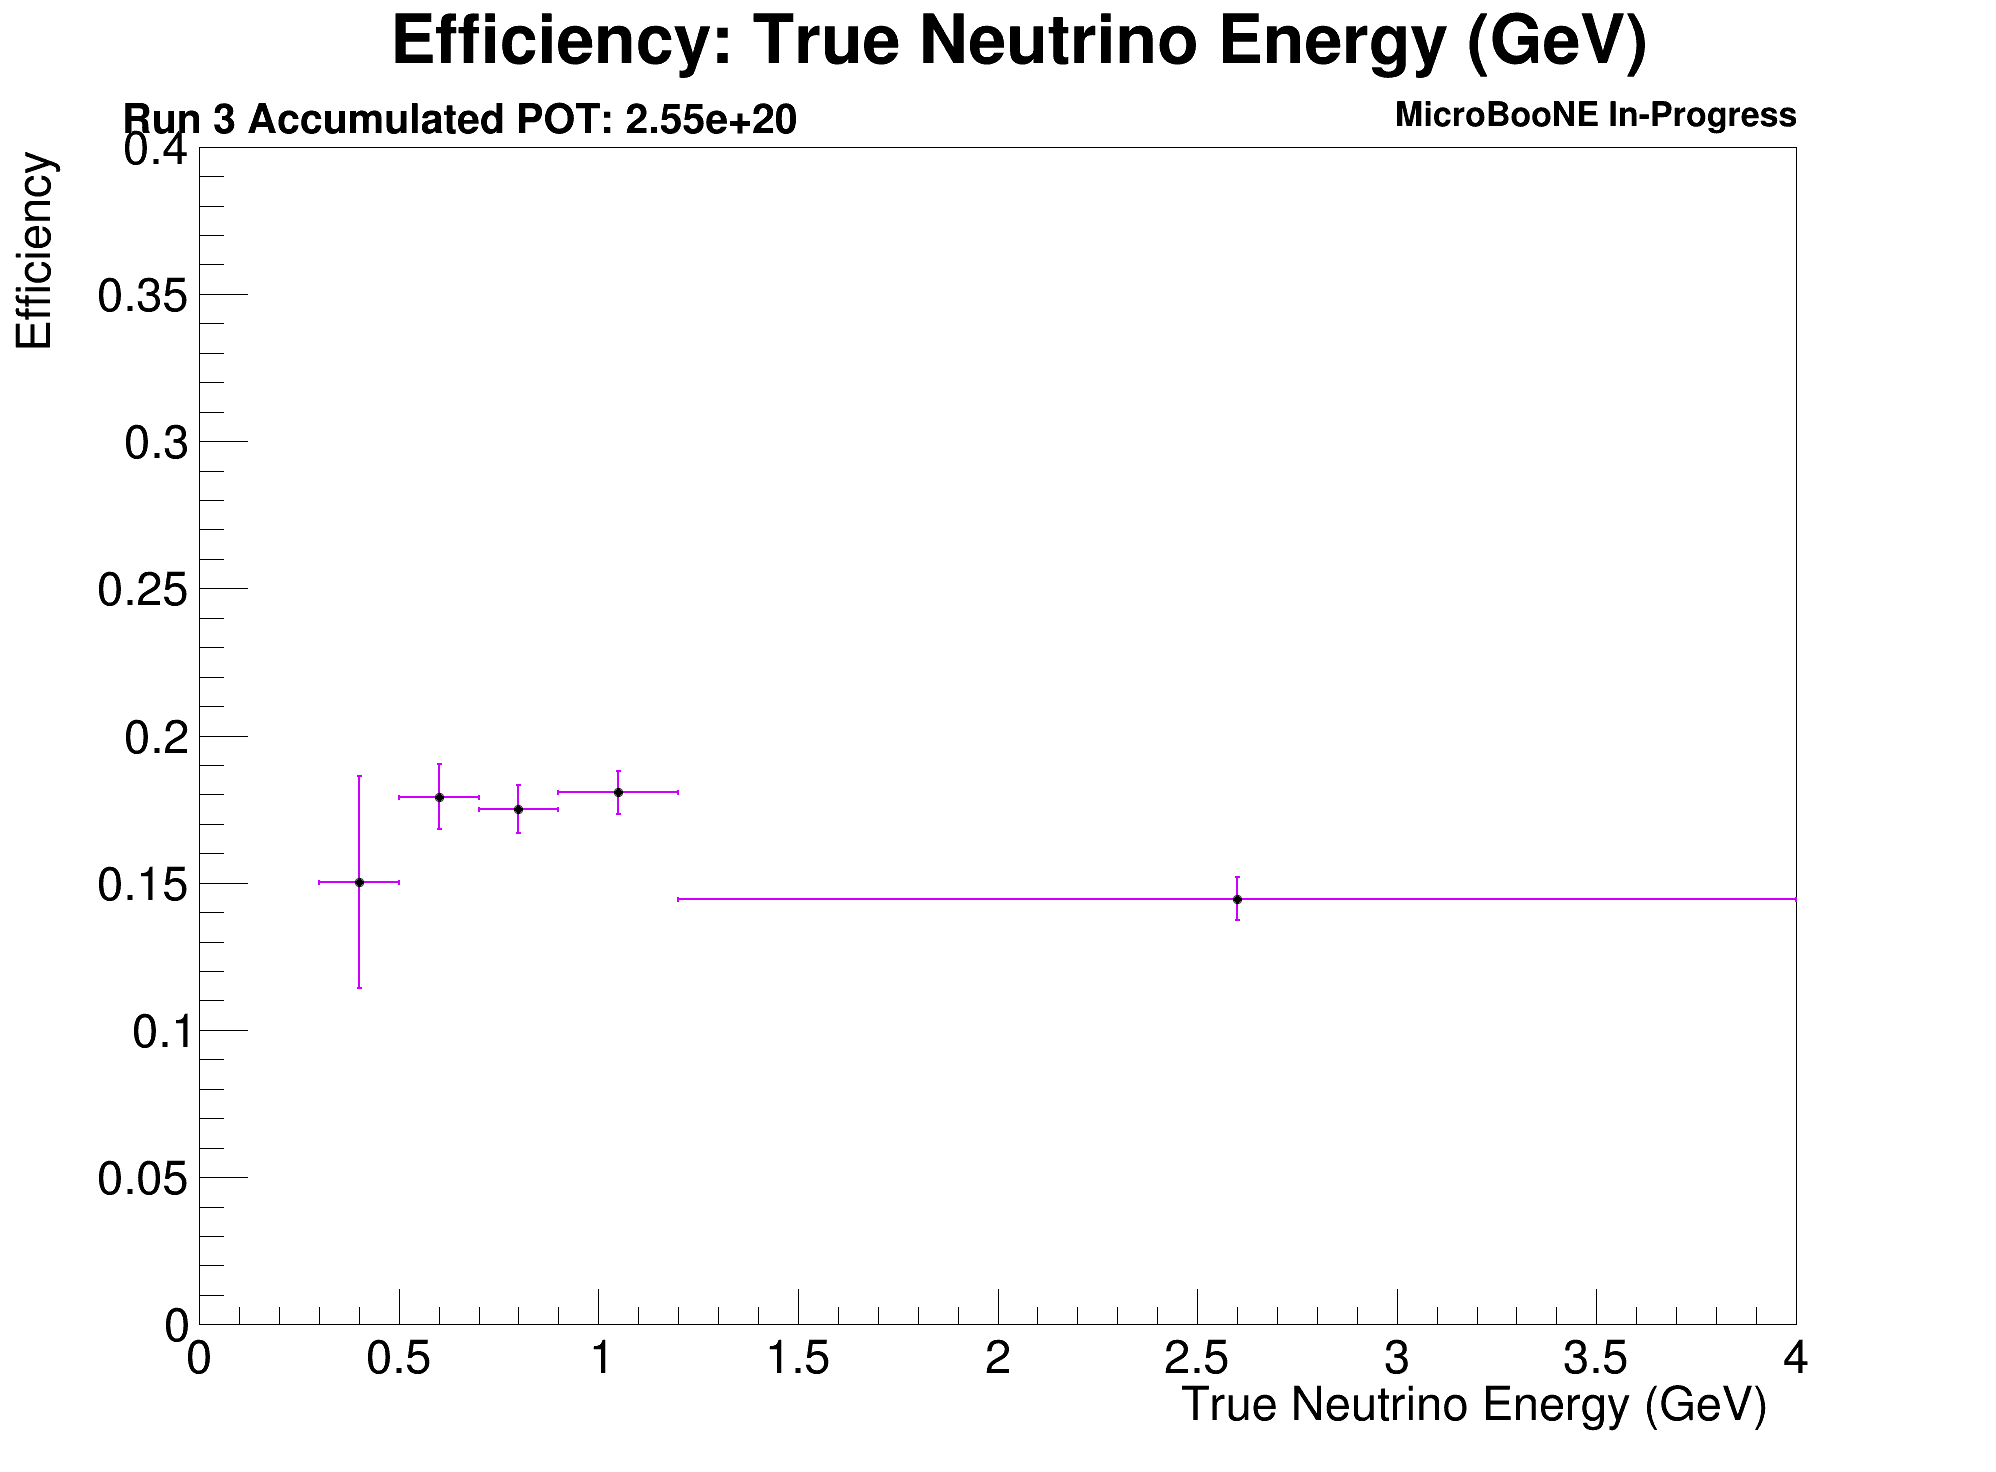 Efficiency: True Neutrino Energy (GeV)
Run 3 Accumulated POT: 2.55e+20
MicroBooNE In-Progress
Efficiency
0.4
0.35
0.3
0.25
0.2
0.15
0.1
0.05
0
0 0.5 1 1.5 2 2.5 3 3.5 4
True Neutrino Energy (GeV)